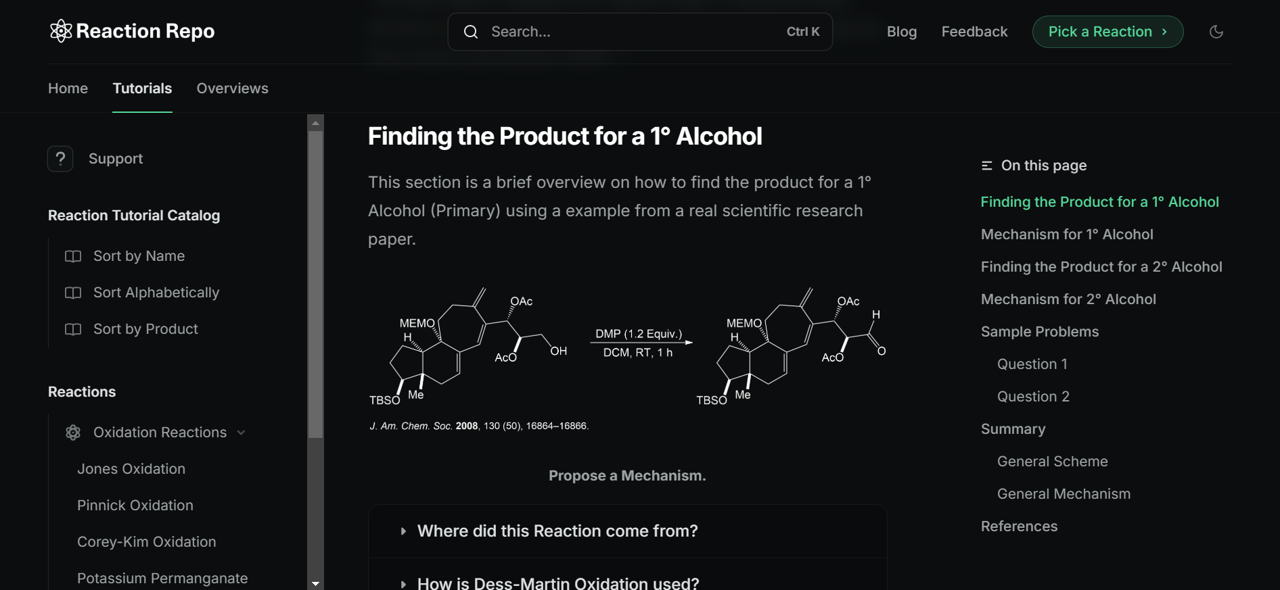 Reaction Repo
Search...
Ctrl K
Blog
Feedback
Pick a Reaction
Home
Tutorials
Overviews
? Support
Reaction Tutorial Catalog
Sort by Name
Sort Alphabetically
Sort by Product
Reactions
Oxidation Reactions
Jones Oxidation
Pinnick Oxidation
Corey-Kim Oxidation
Potassium Permanganate
Finding the Product for a 1° Alcohol
This section is a brief overview on how to find the product for a 1°
Alcohol (Primary) using a example from a real scientific research
paper.
OAc
MEMO
H
OH
AcO
Me
TBSO
DMP (1.2 Equiv.)
DCM, RT, 1 h
OAc
H
MEMO
H
O
AcO
Me
TBSO
J. Am. Chem. Soc. 2008, 130 (50), 16864–16866.
Propose a Mechanism.
Where did this Reaction come from?
How is Dess-Martin Oxidation used?
On this page
Finding the Product for a 1° Alcohol
Mechanism for 1° Alcohol
Finding the Product for a 2° Alcohol
Mechanism for 2° Alcohol
Sample Problems
Question 1
Question 2
Summary
General Scheme
General Mechanism
References